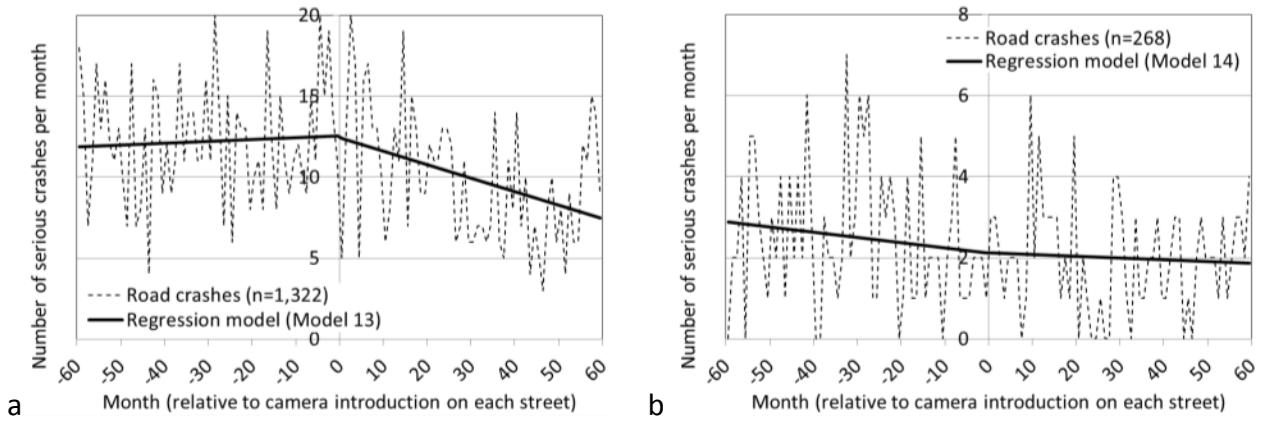 Number of serious crashes per month
20
15
10
5
0
Road crashes (n=1,322)
Regression model (Model 13)
-60 -50 -40 -30 -20 -10 0 10 20 30 40 50 60
Month (relative to camera introduction on each street)
a
Number of serious crashes per month
8
6
4
2
0
Road crashes (n=268)
Regression model (Model 14)
-60 -50 -40 -30 -20 -10 0 10 20 30 40 50 60
Month (relative to camera introduction on each street)
b